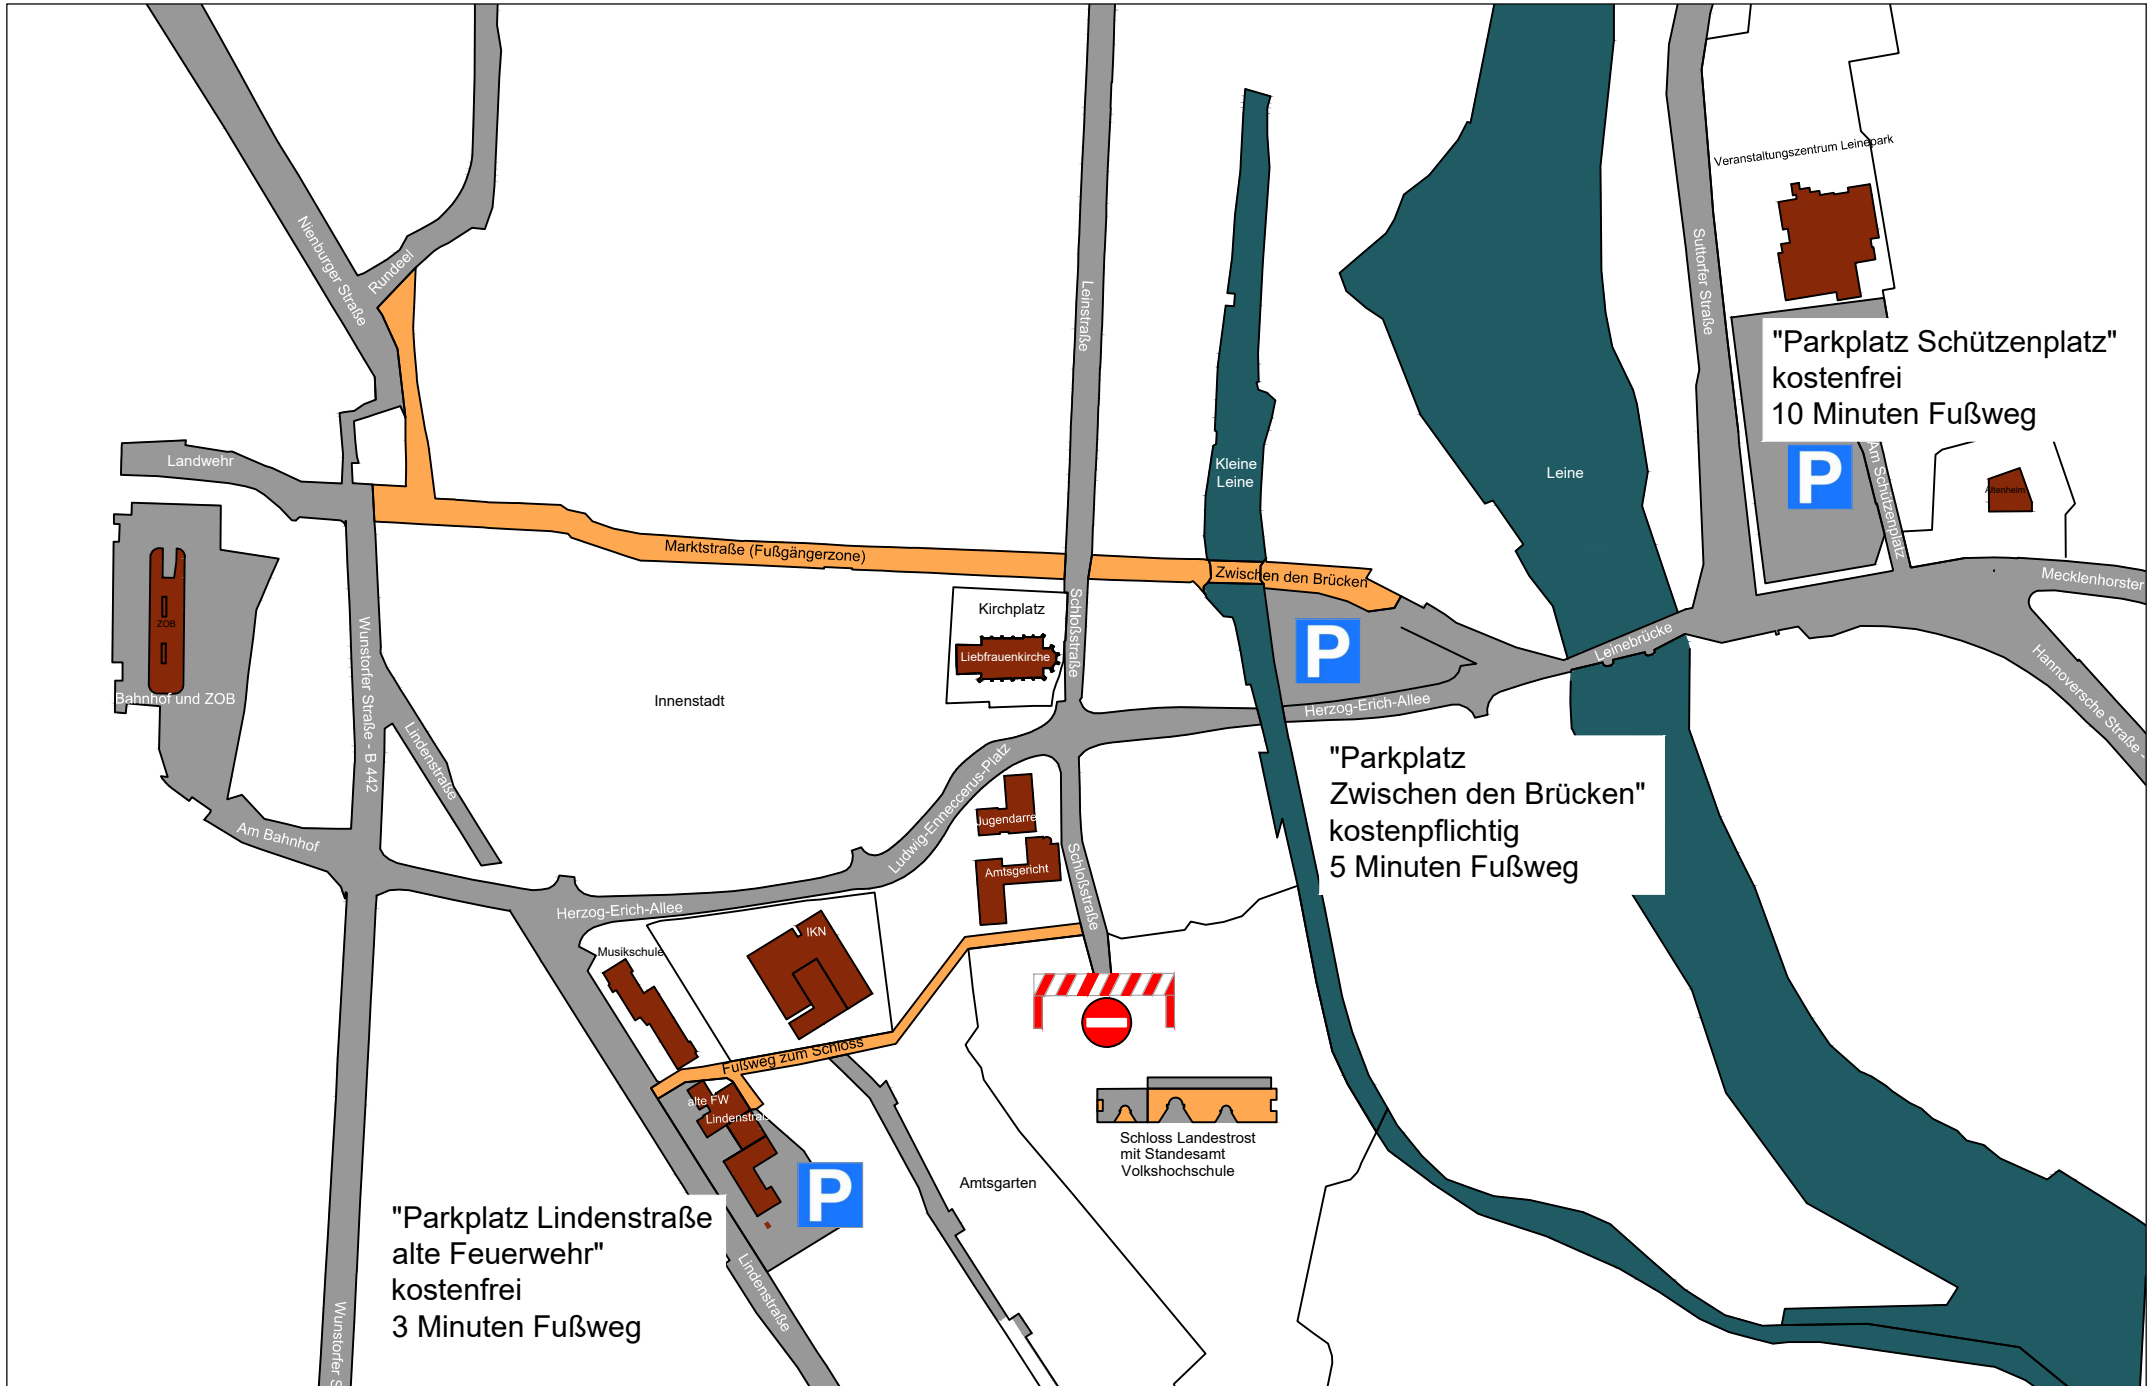 Veranstaltungszentrum Leinepark
Nienburger Straße
Rundeel
Leinstraße
Suttorfer Straße
"Parkplatz Schützenplatz"
kostenfrei
10 Minuten Fußweg
P
Am Schützenplatz
Altenheim
Landwehr
Kleine
Leine
Leine
Marktstraße (Fußgängerzone)
Zwischen den Brücken
Mecklenhorster
Kirchplatz
Schloßstraße
Liebfrauenkirche
P
Leinebrücke
Hannoversche Straße -
ZOB
Bahnhof und ZOB
Wunstorfer Straße - B 442
Innenstadt
Herzog-Erich-Allee
Lindenstraße
Ludwig-Enneccerus-Platz
"Parkplatz
Zwischen den Brücken"
kostenpflichtig
5 Minuten Fußweg
Am Bahnhof
Jugendarre
Amtsgericht
Schloßstraße
Herzog-Erich-Allee
Musikschule
IKN
Fußweg zum Schloss
alte FW
Lindenstraß
Schloss Landestrost
mit Standesamt
Volkshochschule
Amtsgarten
P
"Parkplatz Lindenstraße
alte Feuerwehr"
kostenfrei
3 Minuten Fußweg
Lindenstraße
Wunstorfer S